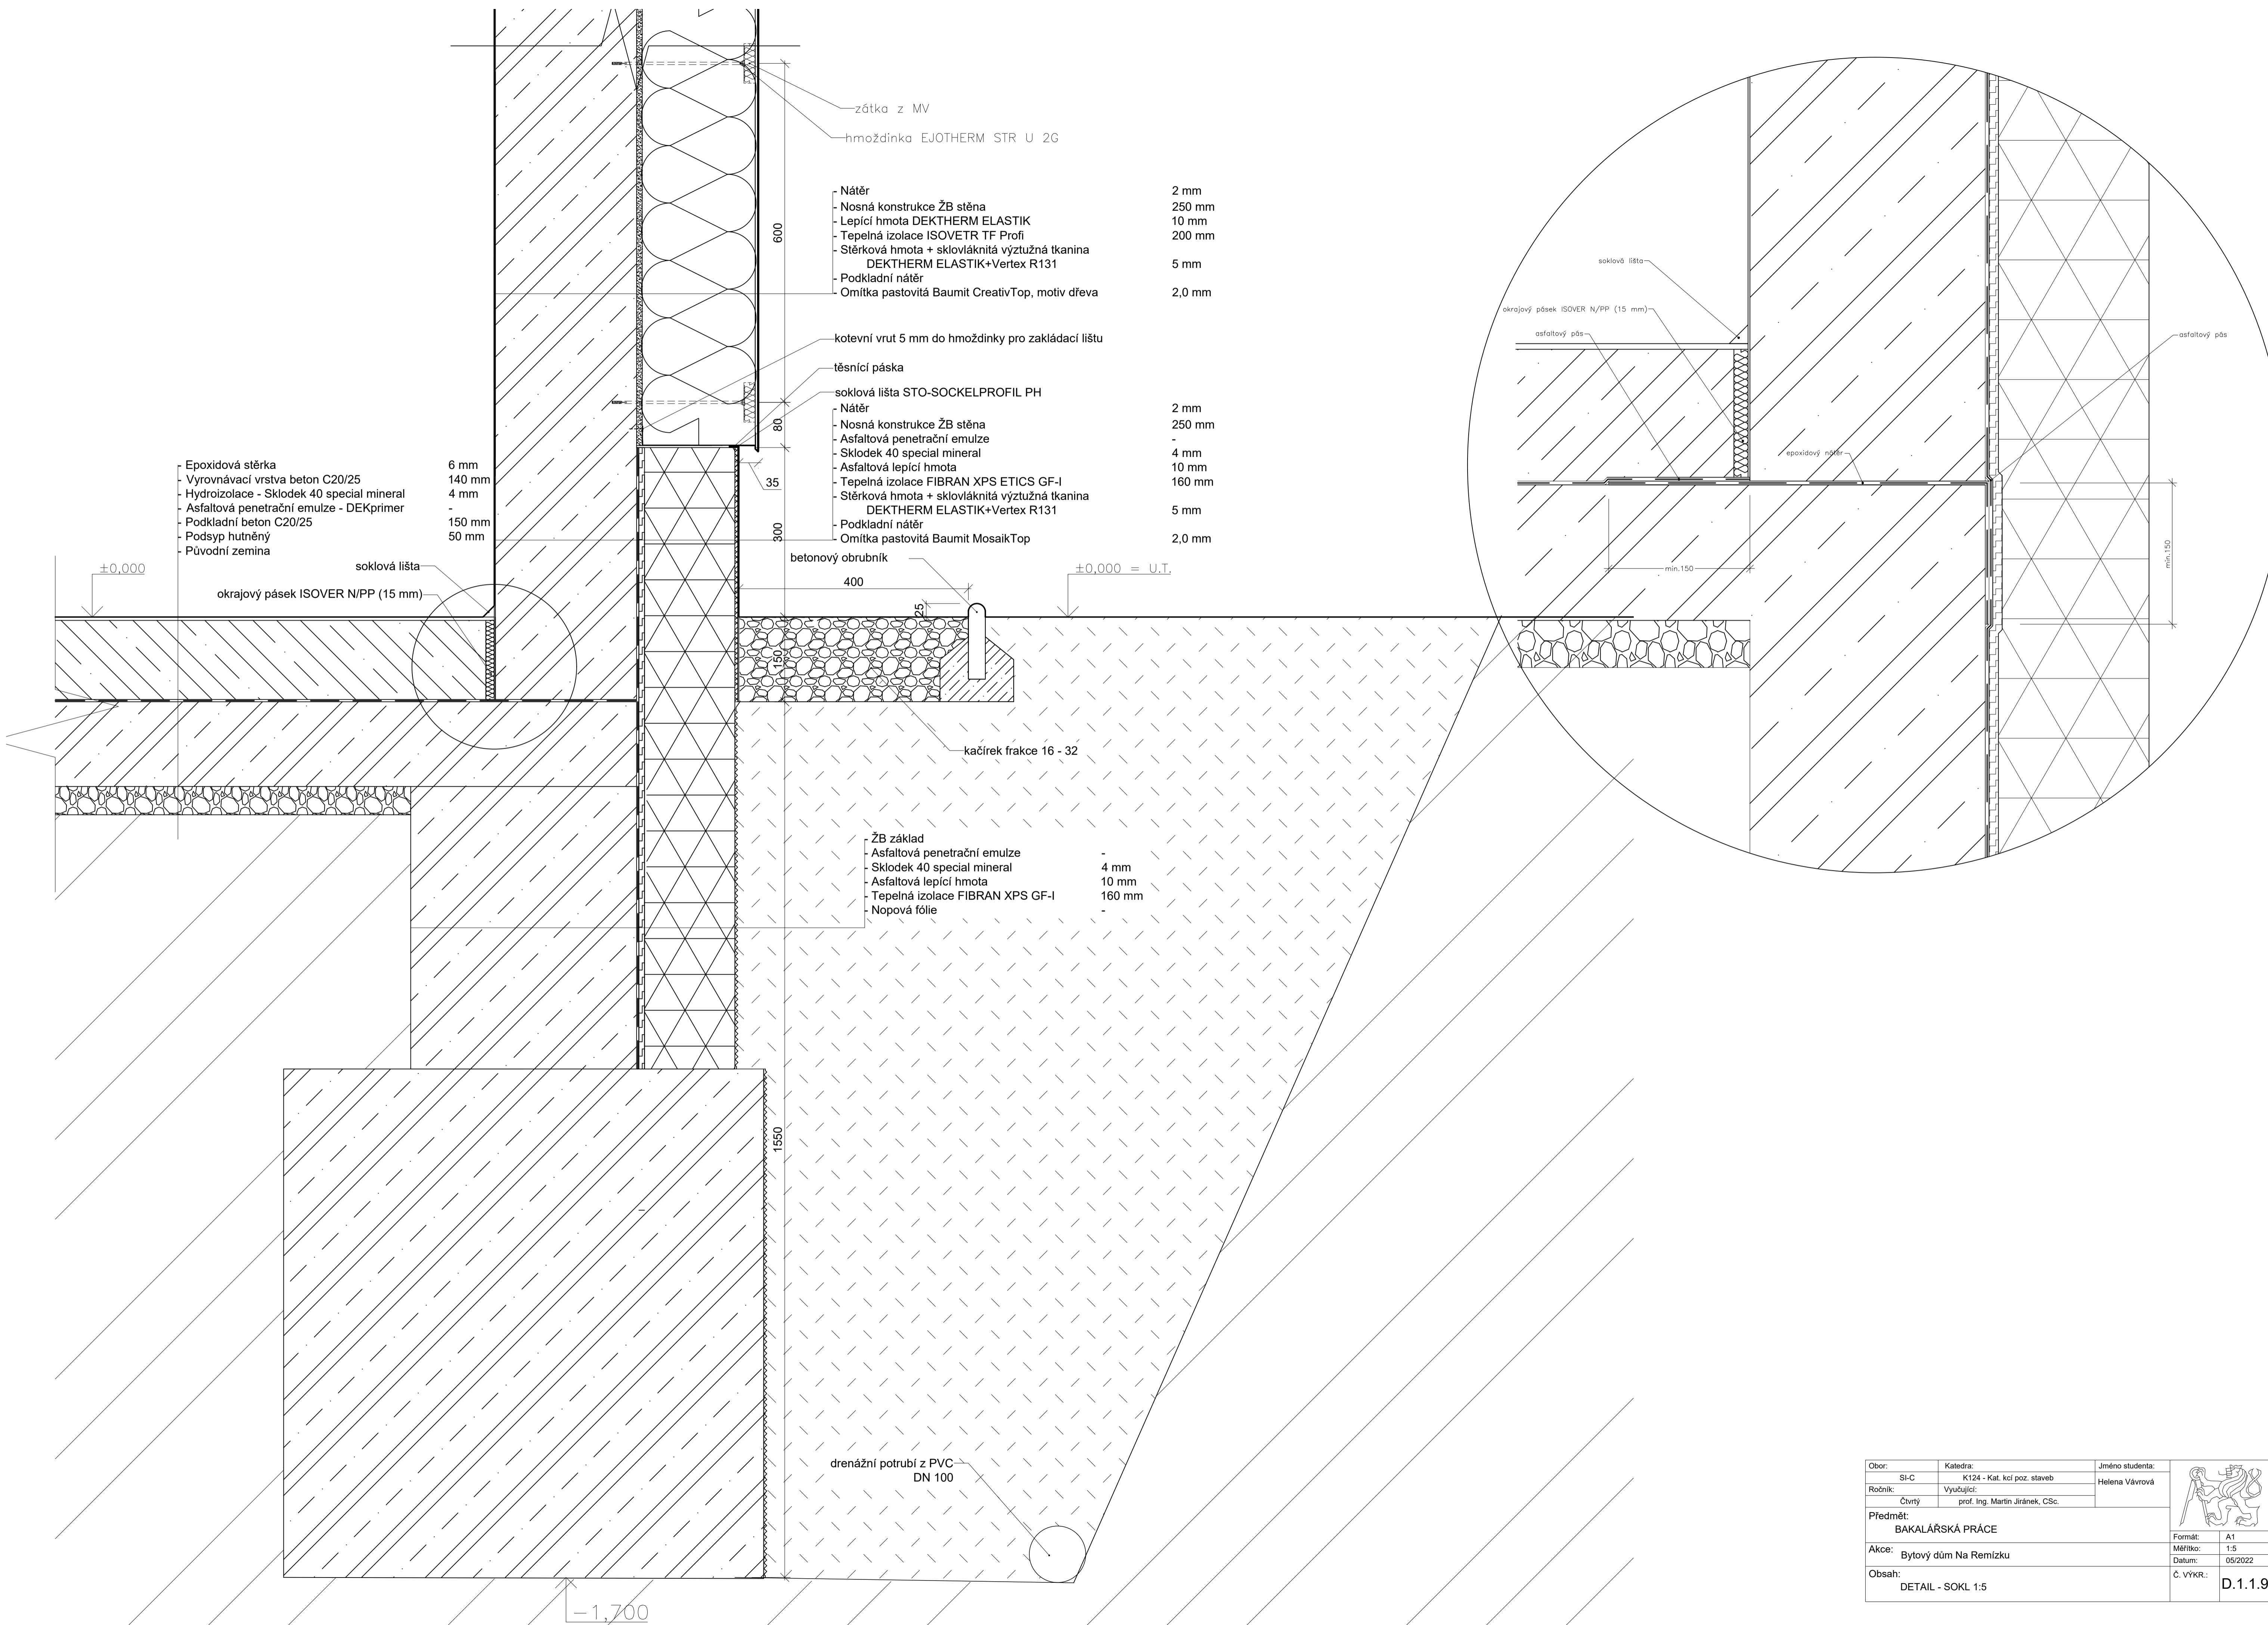 zátka z MV
hmoždinka EJOTHERM STR U 2G
- Nátěr 2 mm
- Nosná konstrukce ŽB stěna 250 mm
- Lepící hmota DEKTHERM ELASTIK 10 mm
- Tepelná izolace ISOVETR TF Profi 200 mm
- Stěrková hmota + sklovláknitá výztužná tkanina
DEKTHERM ELASTIK+Vertex R131 5 mm
- Podkladní nátěr
- Omítka pastovitá Baumit CreativTop, motiv dřeva 2,0 mm
600
kotevní vrut 5 mm do hmoždinky pro zakládací lištu
těsnící páska
soklová lišta STO-SOCKELPROFIL PH
- Nátěr 2 mm
- Nosná konstrukce ŽB stěna 250 mm
- Asfaltová penetrační emulze -
- Sklodek 40 special mineral 4 mm
- Asfaltová lepící hmota 10 mm
- Tepelná izolace FIBRAN XPS ETICS GF-I 160 mm
- Stěrková hmota + sklovláknitá výztužná tkanina
DEKTHERM ELASTIK+Vertex R131 5 mm
- Podkladní nátěr
- Omítka pastovitá Baumit MosaikTop 2,0 mm
80
35
300
- Epoxidová stěrka 6 mm
- Vyrovnávací vrstva beton C20/25 140 mm
- Hydroizolace - Sklodek 40 special mineral 4 mm
- Asfaltová penetrační emulze - DEKprimer -
- Podkladní beton C20/25 150 mm
- Podsyp hutněný 50 mm
- Původní zemina
±0,000
soklová lišta
okrajový pásek ISOVER N/PP (15 mm)
betonový obrubník
400
±0,000 = U.T.
25
150
kačírek frakce 16 - 32
- ŽB základ
- Asfaltová penetrační emulze -
- Sklodek 40 special mineral 4 mm
- Asfaltová lepící hmota 10 mm
- Tepelná izolace FIBRAN XPS GF-I 160 mm
- Nopová fólie -
1550
drenážní potrubí z PVC
DN 100
-1,700
soklová lišta
okrajový pásek ISOVER N/PP (15 mm)
asfaltový pás
asfaltový pás
epoxidový nátěr
min.150
min.150
Obor: Katedra: Jméno studenta:
SI-C K124 - Kat. kcí poz. staveb Helena Vávrová
Ročník: Vyučující:
Čtvrtý prof. Ing. Martin Jiránek, CSc.
Předmět:
BAKALÁŘSKÁ PRÁCE
Formát: A1
Akce: Bytový dům Na Remízku
Měřítko: 1:5
Datum: 05/2022
Obsah:
DETAIL - SOKL 1:5
Č. VÝKR.: D.1.1.9